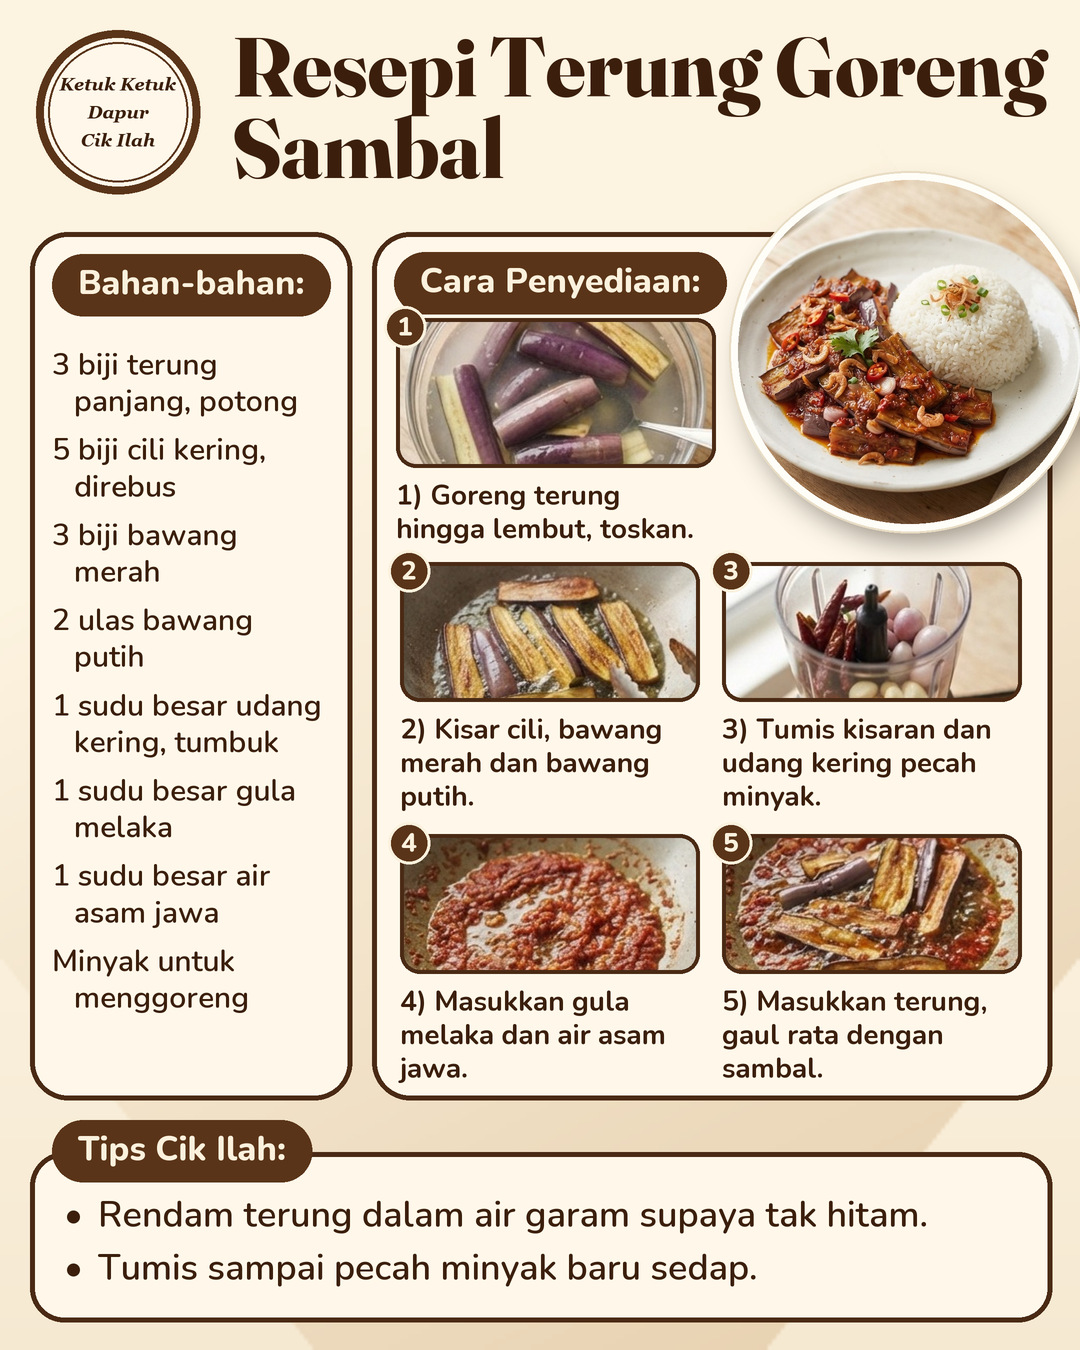 Ketuk Ketuk
Dapur
Cik Ilah
Resepi Terung Goreng
Sambal
Bahan-bahan:
3 biji terung
panjang, potong
5 biji cili kering,
direbus
3 biji bawang
merah
2 ulas bawang
putih
1 sudu besar udang
kering, tumbuk
1 sudu besar gula
melaka
1 sudu besar air
asam jawa
Minyak untuk
menggoreng
Cara Penyediaan:
1
1) Goreng terung
hingga lembut, toskan.
2
2) Kisar cili, bawang
merah dan bawang
putih.
3
3) Tumis kisaran dan
udang kering pecah
minyak.
4
4) Masukkan gula
melaka dan air asam
jawa.
5
5) Masukkan terung,
gaul rata dengan
sambal.
Tips Cik Ilah:
• Rendam terung dalam air garam supaya tak hitam.
• Tumis sampai pecah minyak baru sedap.